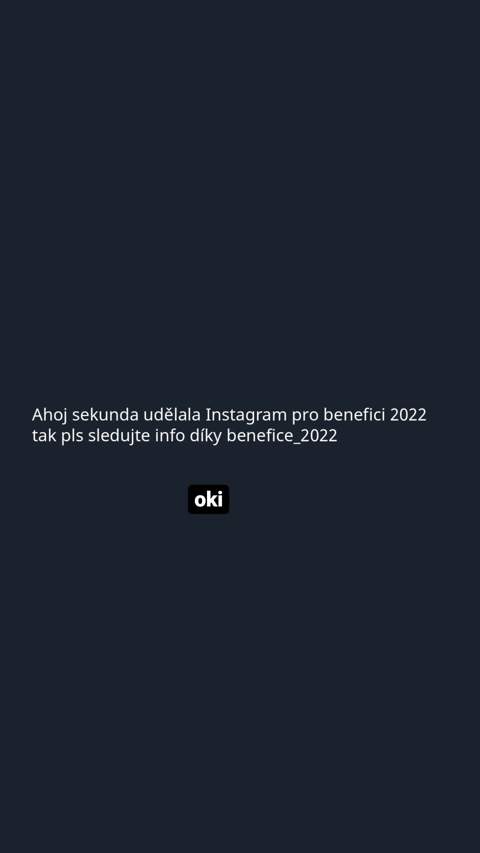 Ahoj sekunda udělala Instagram pro benefici 2022
tak pls sledujte info díky benefice_2022
oki